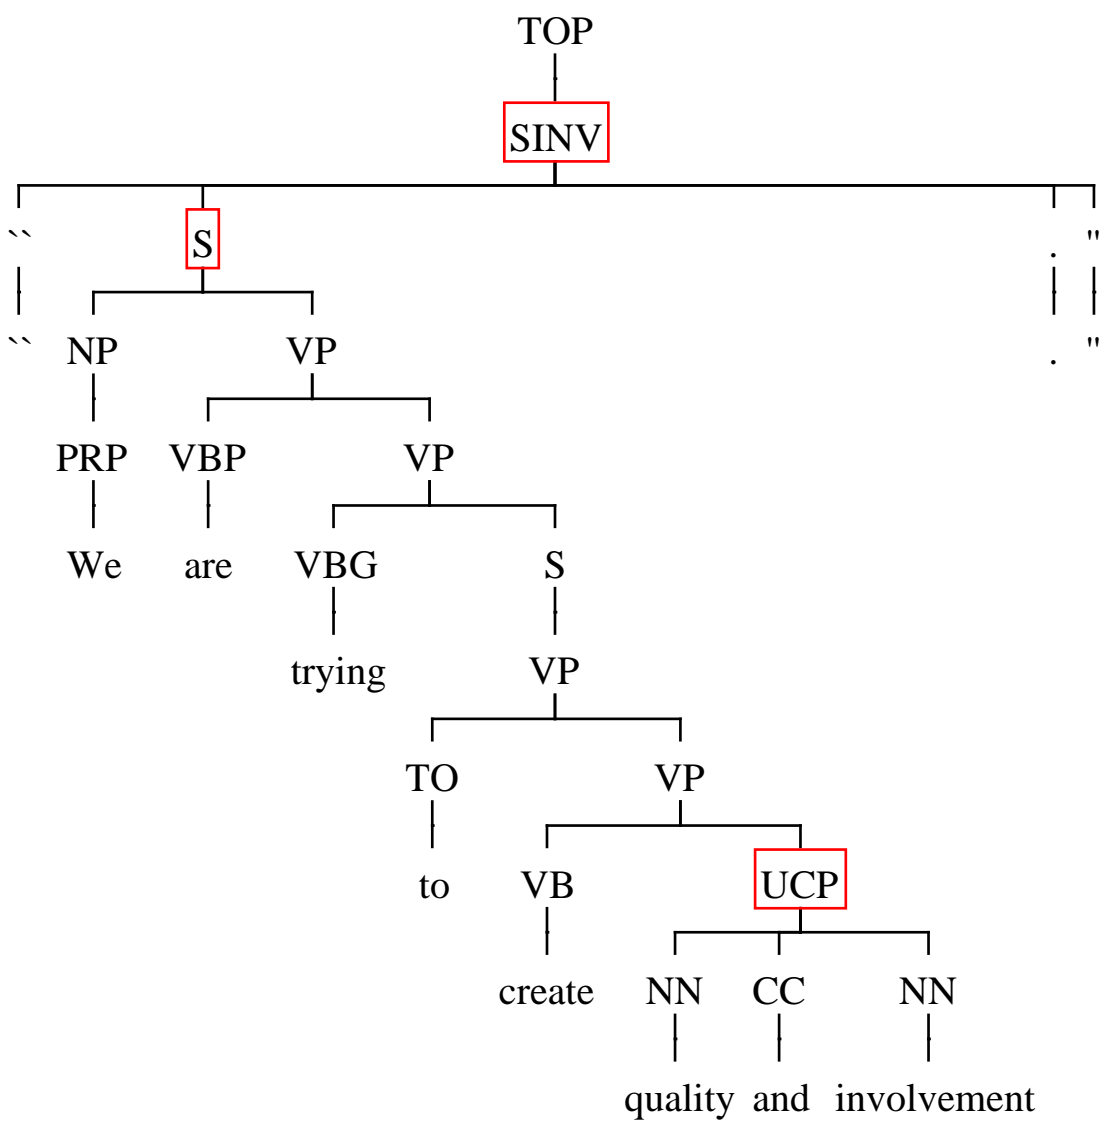 TOP
SINV
`` S . "
`` NP VP . "
PRP VBP VP
We are VBG S
trying VP
TO VP
to VB UCP
create NN CC NN
quality and involvement